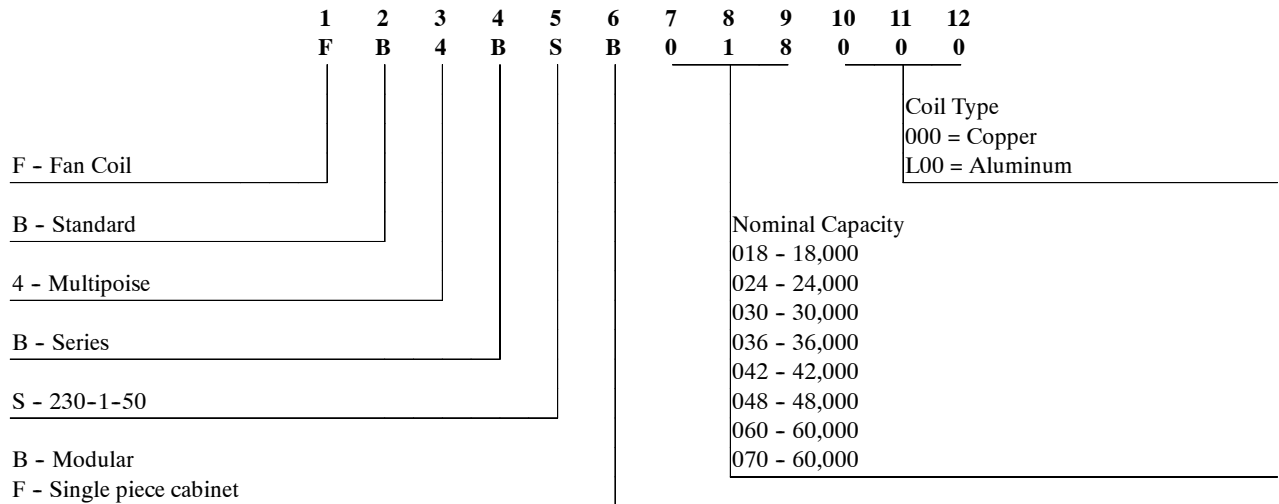 1 2 3 4 5 6 7 8 9 10 11 12
F B 4 B S B 0 1 8 0 0 0
Coil Type
000 = Copper
L00 = Aluminum
F - Fan Coil
B - Standard
Nominal Capacity
018 - 18,000
024 - 24,000
030 - 30,000
036 - 36,000
042 - 42,000
048 - 48,000
060 - 60,000
070 - 60,000
4 - Multipoise
B - Series
S - 230-1-50
B - Modular
F - Single piece cabinet